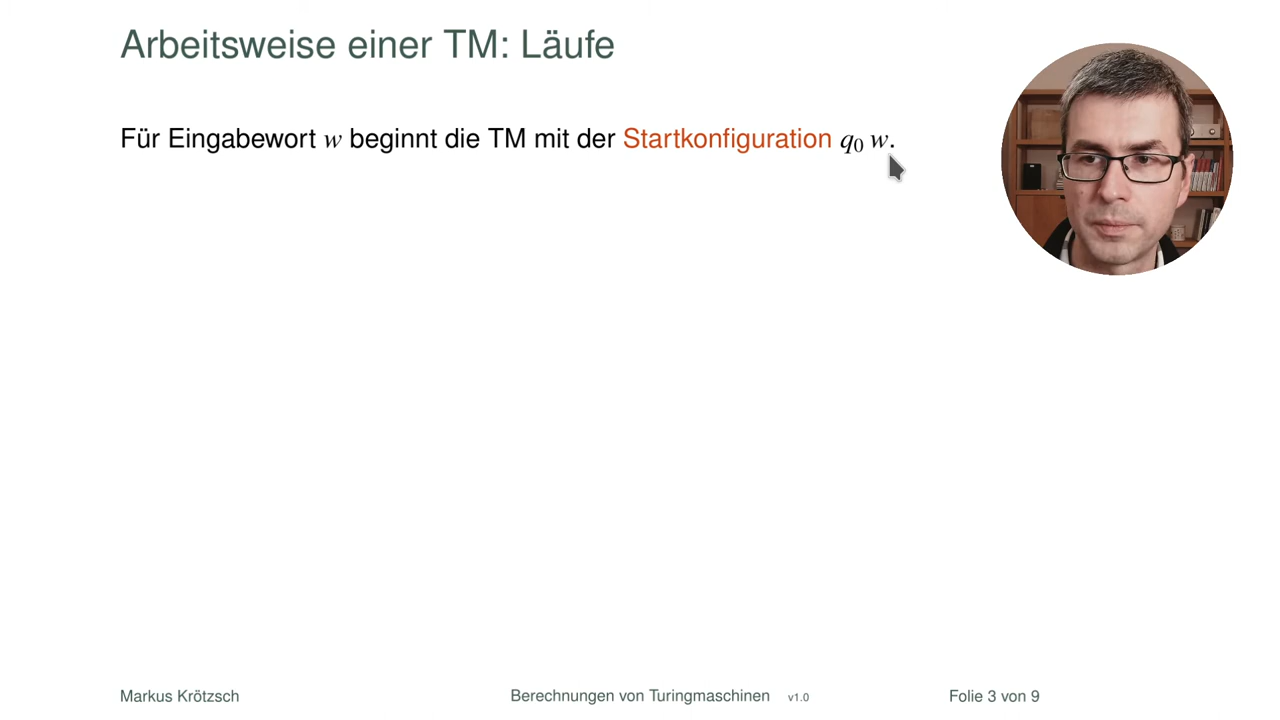 Arbeitsweise einer TM: Läufe
Für Eingabewort w beginnt die TM mit der Startkonfiguration q₀ w.
Markus Krötzsch Berechnungen von Turingmaschinen v1.0 Folie 3 von 9